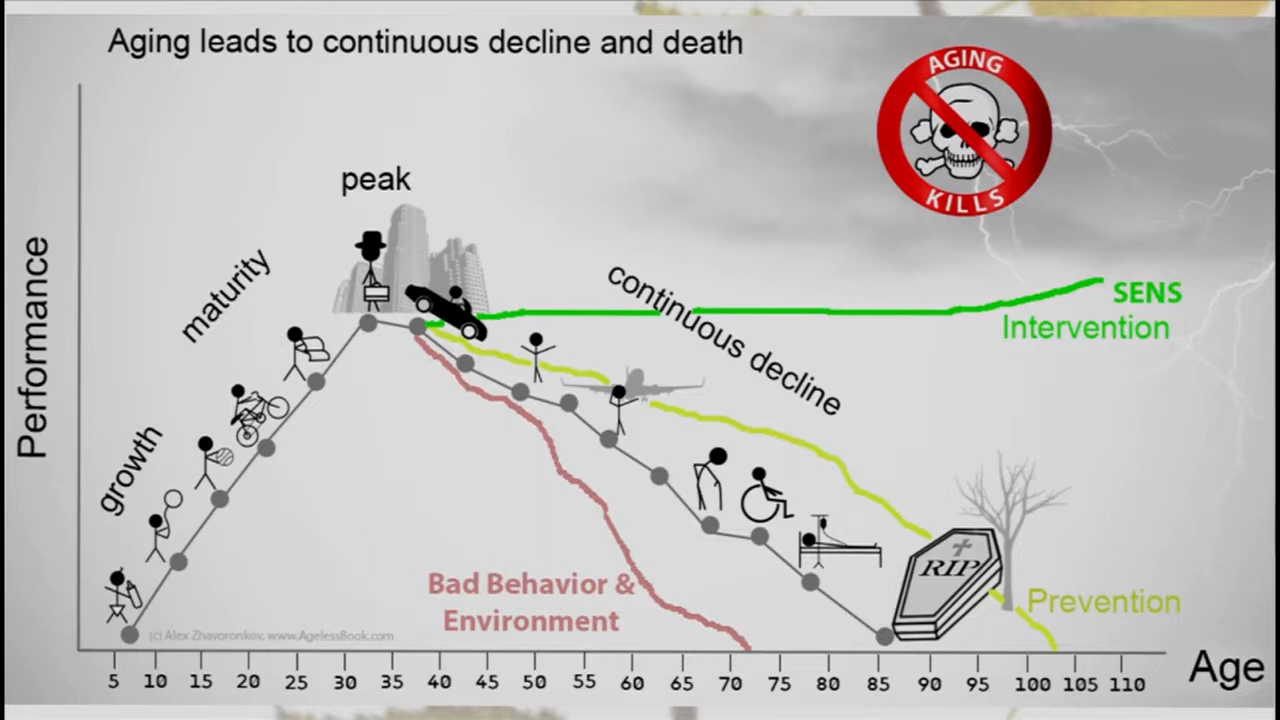 Aging leads to continuous decline and death
AGING
KILLS
peak
maturity
growth
continuous decline
Performance
SENS
Intervention
Bad Behavior &
Environment
RIP
Prevention
(c) Alex Zhavoronkov, www.AgelessBook.com
5 10 15 20 25 30 35 40 45 50 55 60 65 70 75 80 85 90 95 100 105 110
Age